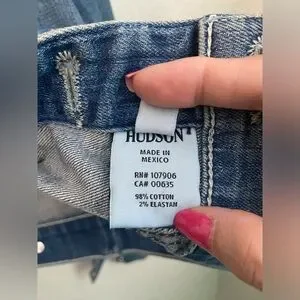 HUDSON
MADE IN
MEXICO
RN# 107906
CA# 00635
98% COTTON
2% ELASTAN